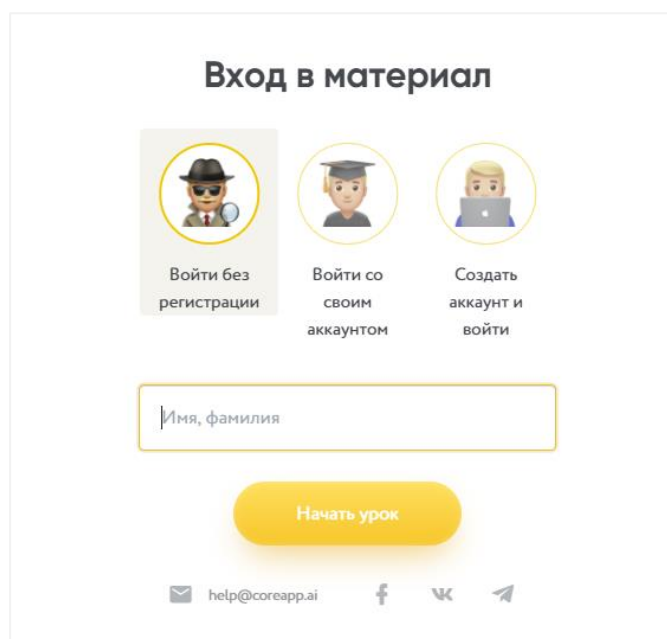 Вход в материал
Войти без
регистрации
Войти со
своим
аккаунтом
Создать
аккаунт и
войти
Имя, фамилия
Начать урок
help@coreapp.ai